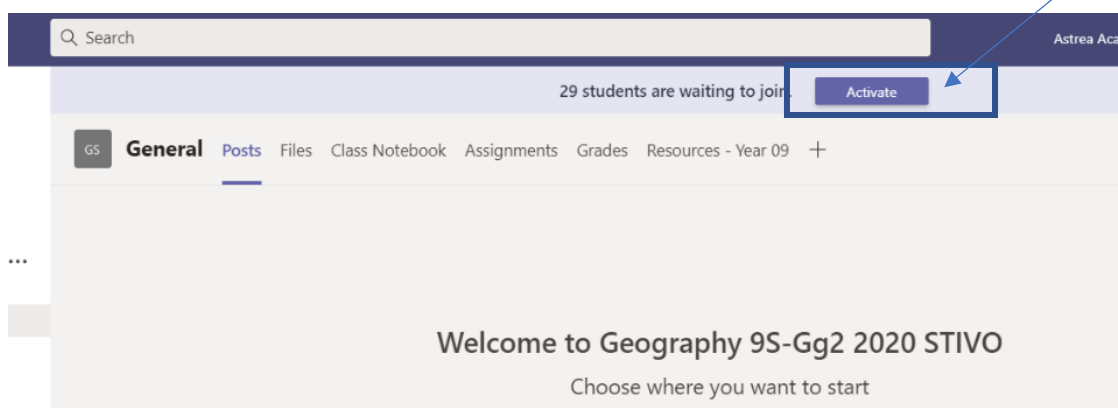 Search
Astrea Aca
29 students are waiting to join.
Activate
GS General Posts Files Class Notebook Assignments Grades Resources - Year 09 +
...
Welcome to Geography 9S-Gg2 2020 STIVO
Choose where you want to start